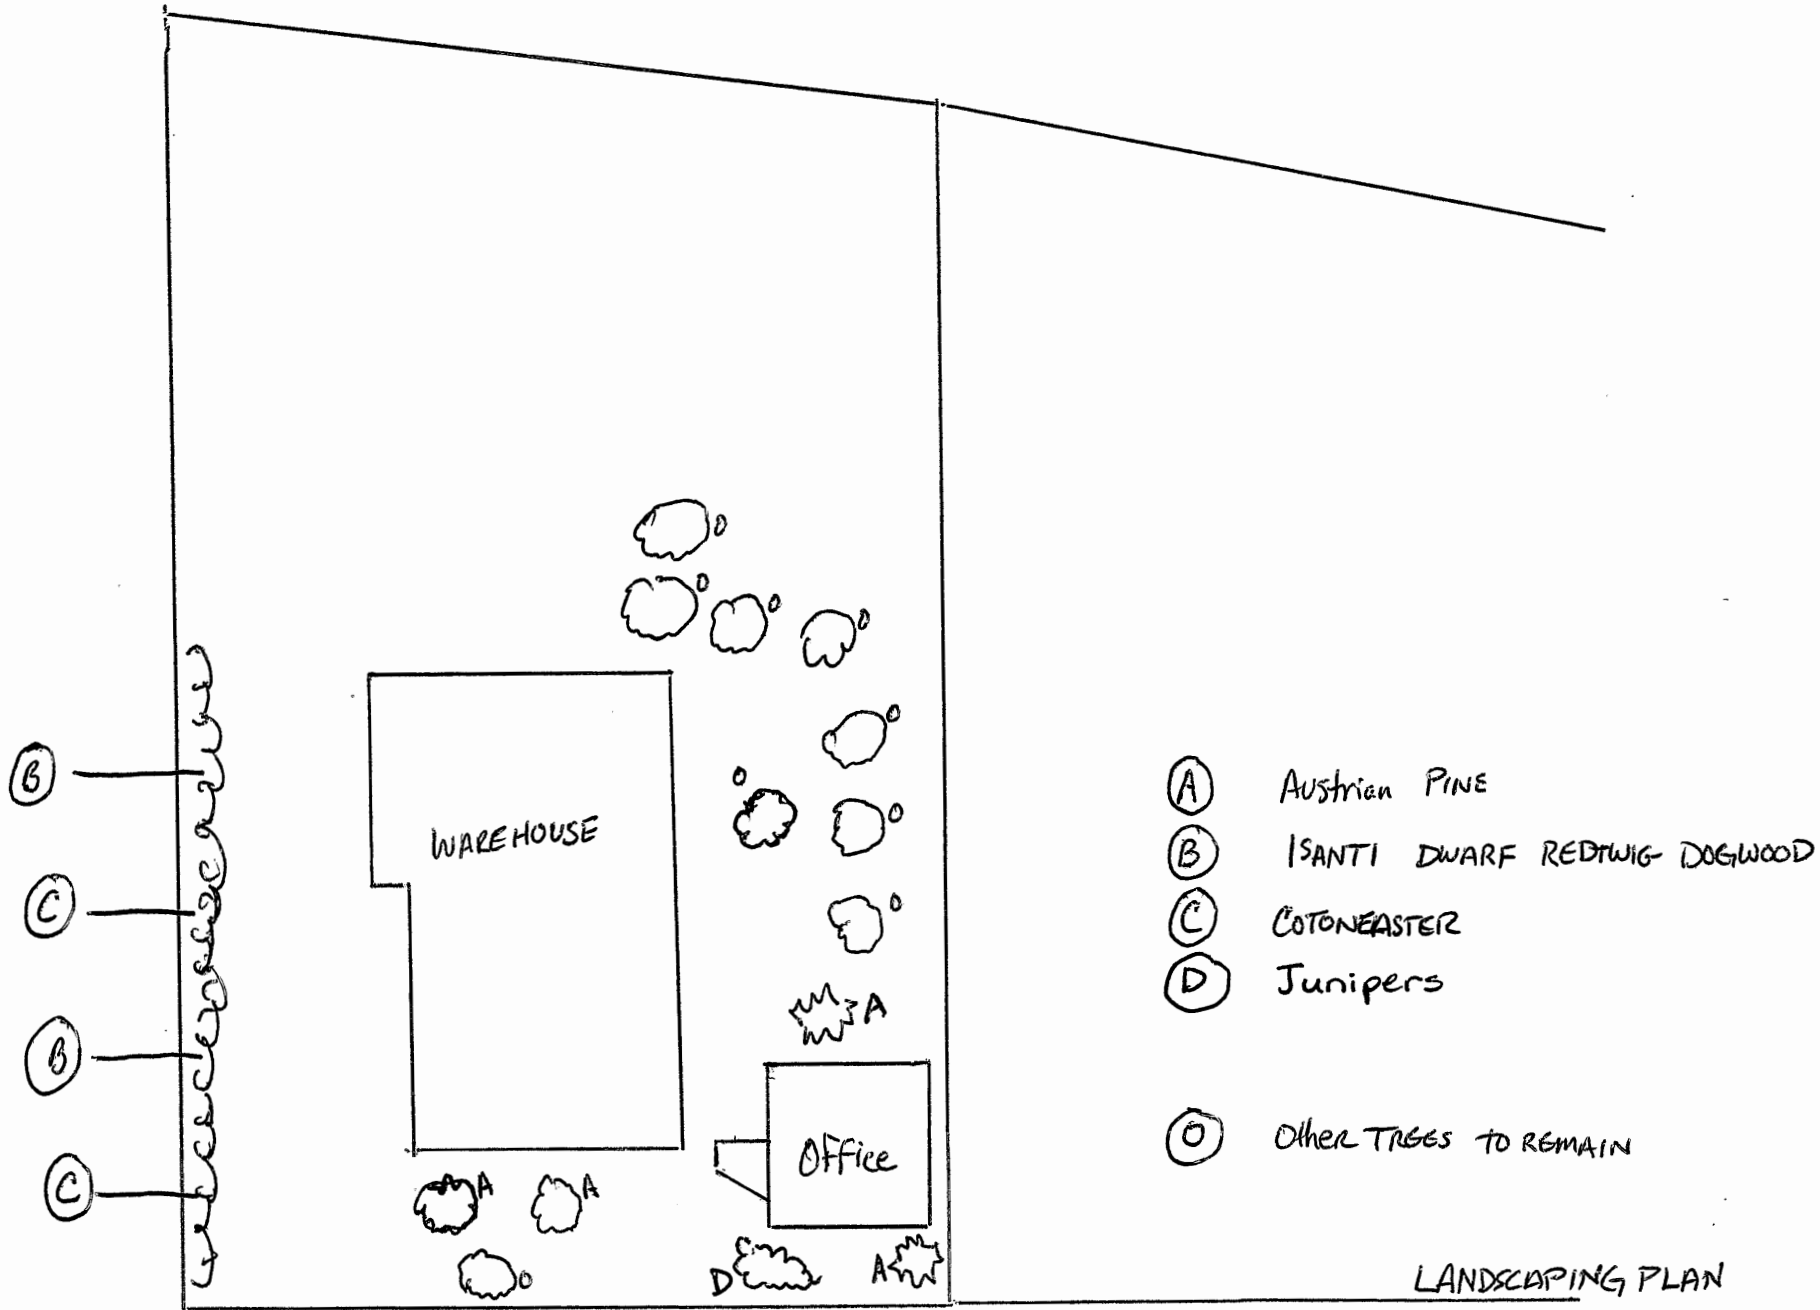 O
O
O
O
O
O
O
O
O
WAREHOUSE
B
C
B
C
A
Office
A
A
O
D
A
A Austrian PINE
B ISANTI DWARF REDTWIG DOGWOOD
C COTONEASTER
D Junipers
O Other TREES TO REMAIN
LANDSCAPING PLAN